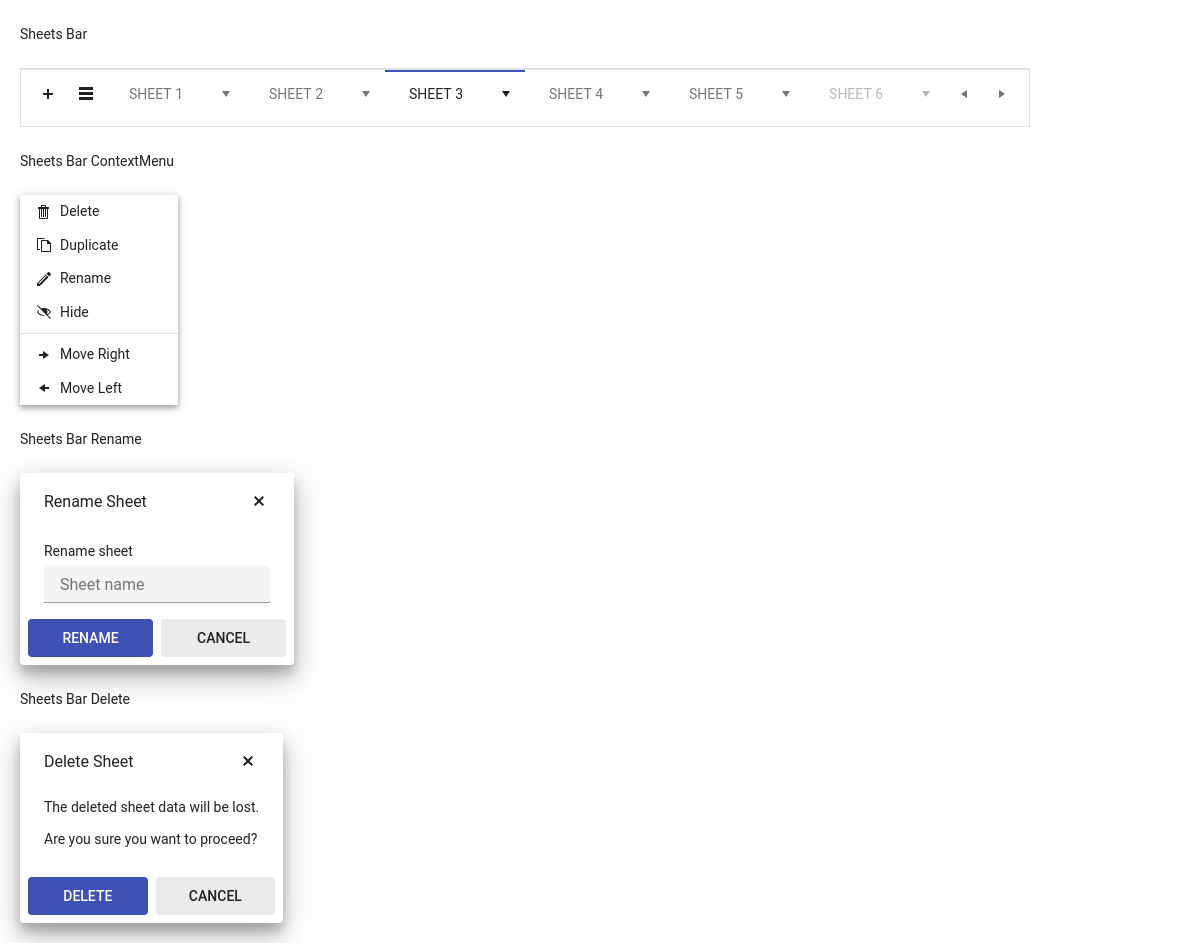 Sheets Bar
SHEET 1 SHEET 2 SHEET 3 SHEET 4 SHEET 5 SHEET 6
Sheets Bar ContextMenu
Delete
Duplicate
Rename
Hide
Move Right
Move Left
Sheets Bar Rename
Rename Sheet
Rename sheet
Sheet name
RENAME CANCEL
Sheets Bar Delete
Delete Sheet
The deleted sheet data will be lost.
Are you sure you want to proceed?
DELETE CANCEL